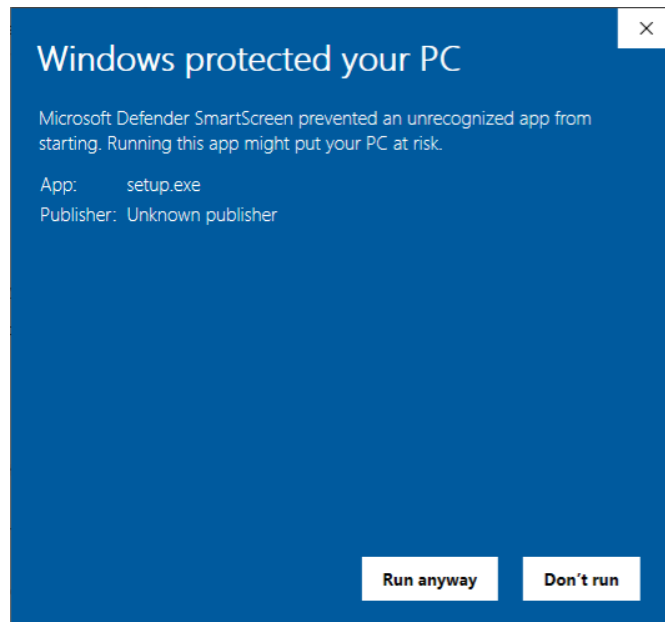 Windows protected your PC
Microsoft Defender SmartScreen prevented an unrecognized app from
starting. Running this app might put your PC at risk.
App: setup.exe
Publisher: Unknown publisher
Run anyway Don't run